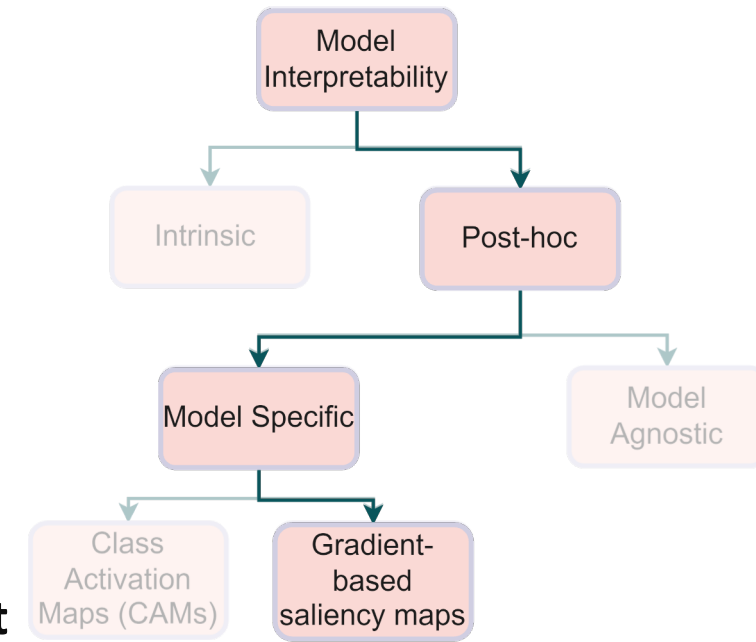 Model
Interpretability
Intrinsic
Post-hoc
Model Specific
Model
Agnostic
Class
Activation
Maps (CAMs)
Gradient-
based
saliency maps
t